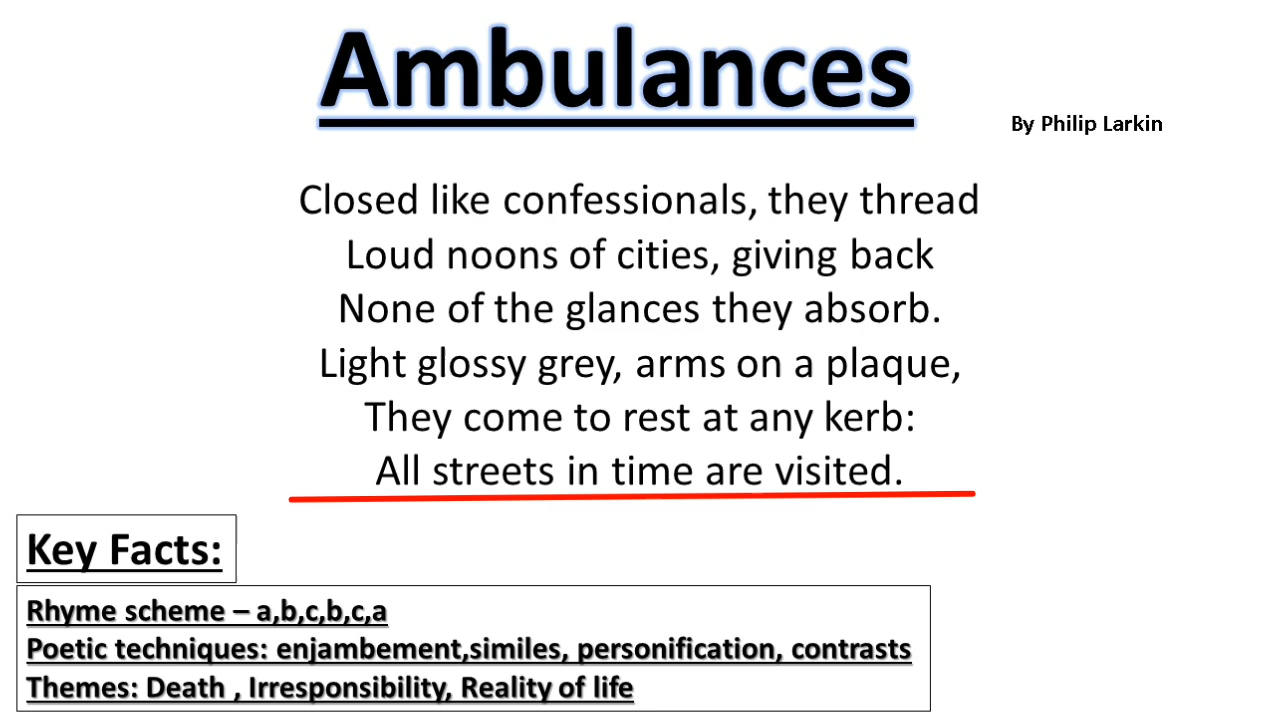 Ambulances
By Philip Larkin
Closed like confessionals, they thread
Loud noons of cities, giving back
None of the glances they absorb.
Light glossy grey, arms on a plaque,
They come to rest at any kerb:
All streets in time are visited.
Key Facts:
Rhyme scheme – a,b,c,b,c,a
Poetic techniques: enjambement,similes, personification, contrasts
Themes: Death , Irresponsibility, Reality of life